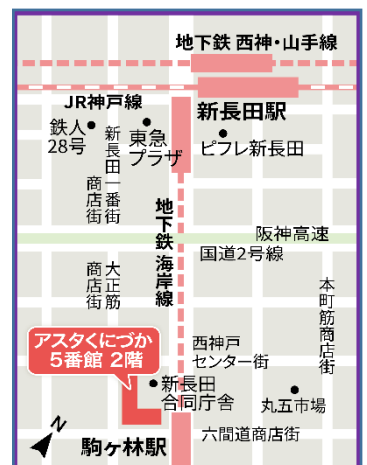 地下鉄 西神・山手線
JR神戸線
新長田駅
鉄人
28号
東急
プラザ
ピフレ新長田
新長田一番街
商店街
地下鉄 海岸線
阪神高速
国道2号線
大正筋
商店街
本町筋商店街
アスタくにづか
5番館 2階
西神戸
センター街
新長田
合同庁舎
丸五市場
六間道商店街
駒ヶ林駅
N